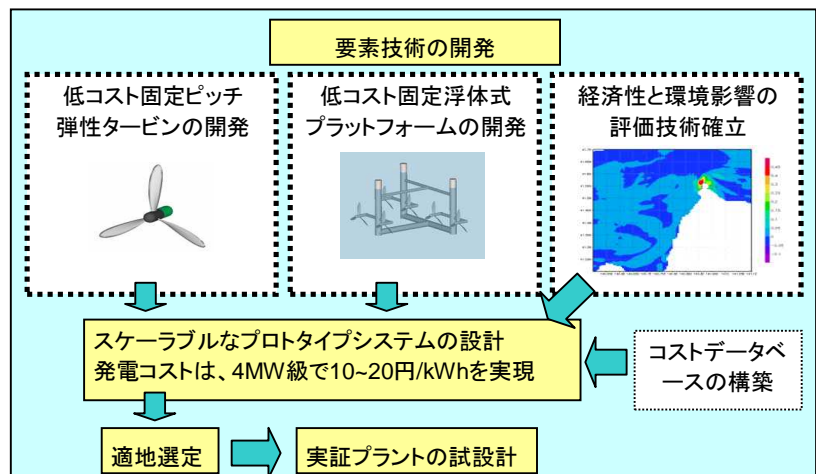 要素技術の開発
低コスト固定ピッチ
弾性タービンの開発
低コスト固定浮体式
プラットフォームの開発
経済性と環境影響の
評価技術確立
スケーラブルなプロトタイプシステムの設計
発電コストは、4MW級で10~20円/kWhを実現
コストデータベ
ースの構築
適地選定
実証プラントの試設計